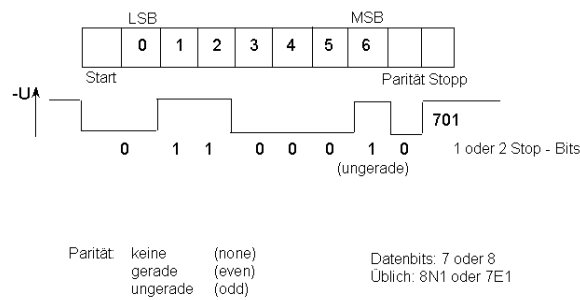 LSB MSB
0 1 2 3 4 5 6
Start Parität Stopp
-U
701
0 1 1 0 0 0 1 0 1 oder 2 Stop - Bits
(ungerade)
Parität: keine (none)
gerade (even)
ungerade (odd)
Datenbits: 7 oder 8
Üblich: 8N1 oder 7E1